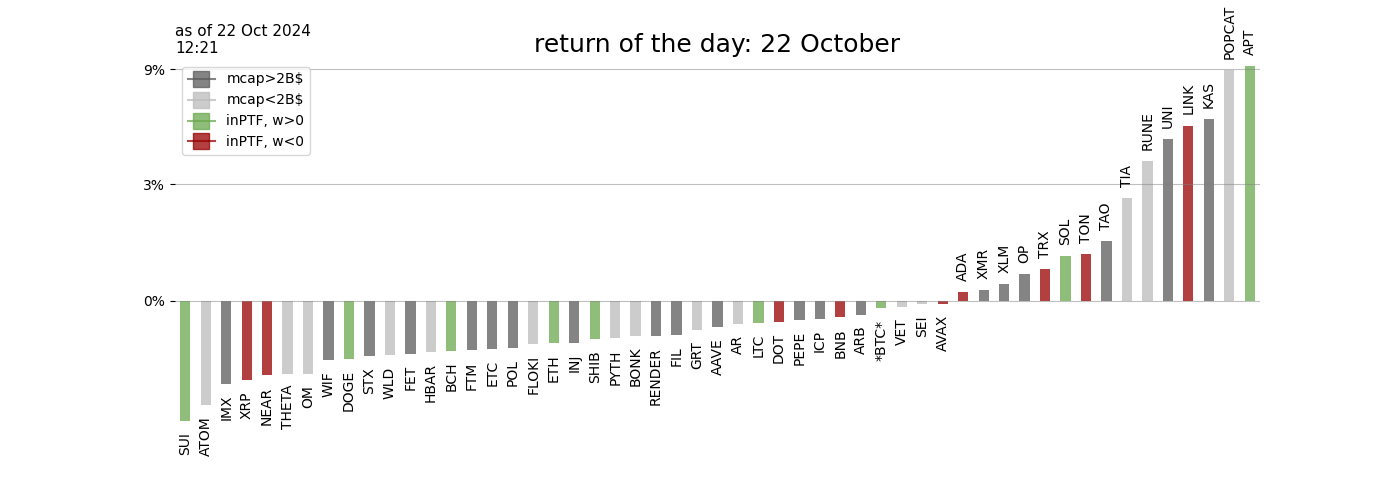 as of 22 Oct 2024
12:21
return of the day: 22 October
mcap>2B$
mcap<2B$
inPTF, w>0
inPTF, w<0
9%
3%
0%
SUI
ATOM
IMX
XRP
NEAR
THETA
OM
WIF
DOGE
STX
WLD
FET
HBAR
BCH
FTM
ETC
POL
FLOKI
ETH
INJ
SHIB
PYTH
BONK
RENDER
FIL
GRT
AAVE
AR
LTC
DOT
PEPE
ICP
BNB
ARB
*BTC*
VET
SEI
AVAX
ADA
XMR
XLM
OP
TRX
SOL
TON
TAO
TIA
RUNE
UNI
LINK
KAS
POPCAT
APT